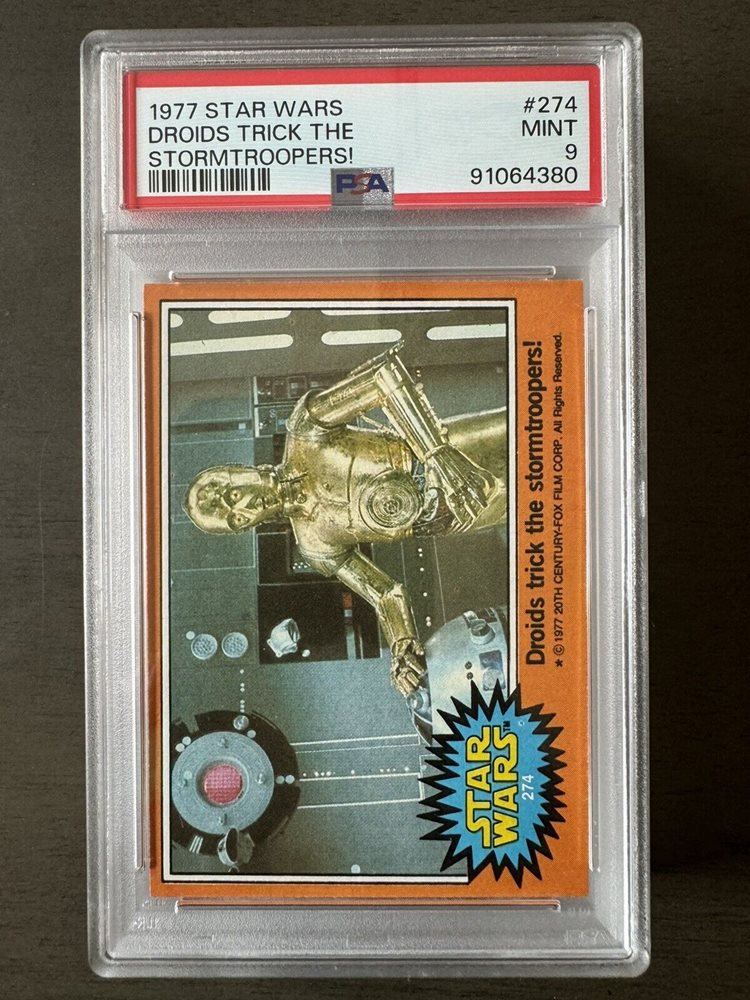 1977 STAR WARS #274
DROIDS TRICK THE MINT
STORMTROOPERS! 9
PSA 91064380
Droids trick the stormtroopers!
★ © 1977 20TH CENTURY-FOX FILM CORP. All Rights Reserved.
STAR
WARS™
274